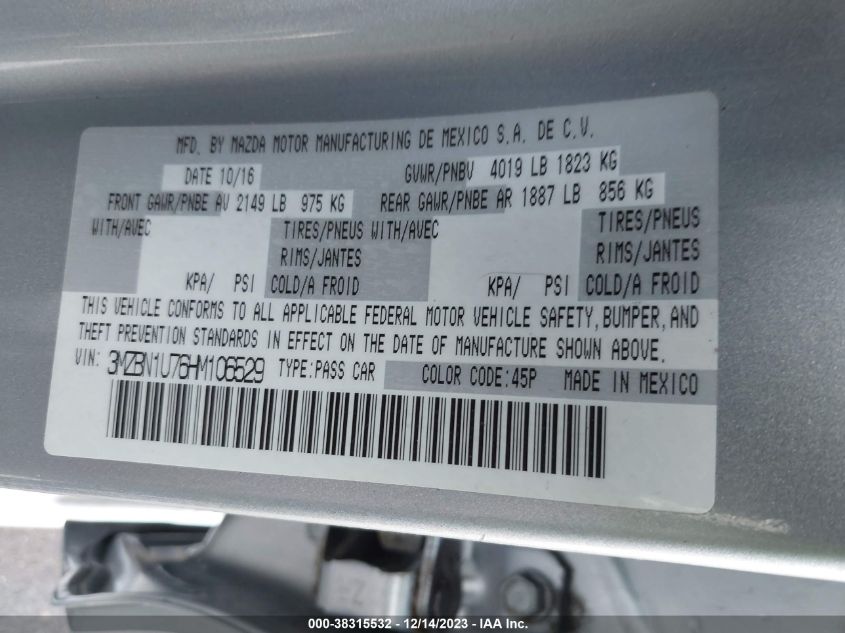 MFD. BY MAZDA MOTOR MANUFACTURING DE MEXICO S.A. DE C.V.
DATE 10/16 GVWR/PNBV 4019 LB 1823 KG
FRONT GAWR/PNBE AV 2149 LB 975 KG REAR GAWR/PNBE AR 1887 LB 856 KG
WITH/AVEC TIRES/PNEUS WITH/AVEC TIRES/PNEUS
RIMS/JANTES RIMS/JANTES
KPA/ PSI COLD/A FROID KPA/ PSI COLD/A FROID
THIS VEHICLE CONFORMS TO ALL APPLICABLE FEDERAL MOTOR VEHICLE SAFETY, BUMPER, AND
THEFT PREVENTION STANDARDS IN EFFECT ON THE DATE OF MANUFACTURE SHOWN ABOVE.
VIN: 3MZBN1U76HM106529 TYPE:PASS CAR COLOR CODE:45P MADE IN MEXICO
000-38315532 - 12/14/2023 - IAA Inc.